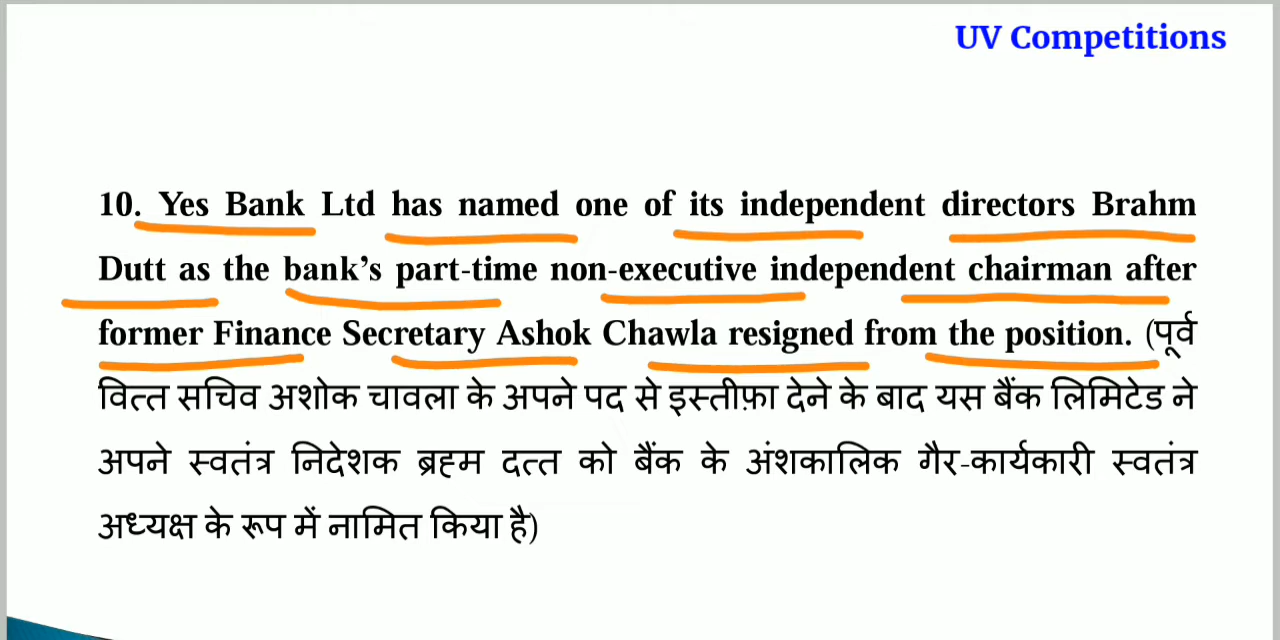 UV Competitions
10. Yes Bank Ltd has named one of its independent directors Brahm
Dutt as the bank's part-time non-executive independent chairman after
former Finance Secretary Ashok Chawla resigned from the position. (पूर्व
वित्त सचिव अशोक चावला के अपने पद से इस्तीफ़ा देने के बाद यस बैंक लिमिटेड ने
अपने स्वतंत्र निदेशक ब्रह्म दत्त को बैंक के अंशकालिक गैर-कार्यकारी स्वतंत्र
अध्यक्ष के रूप में नामित किया है)